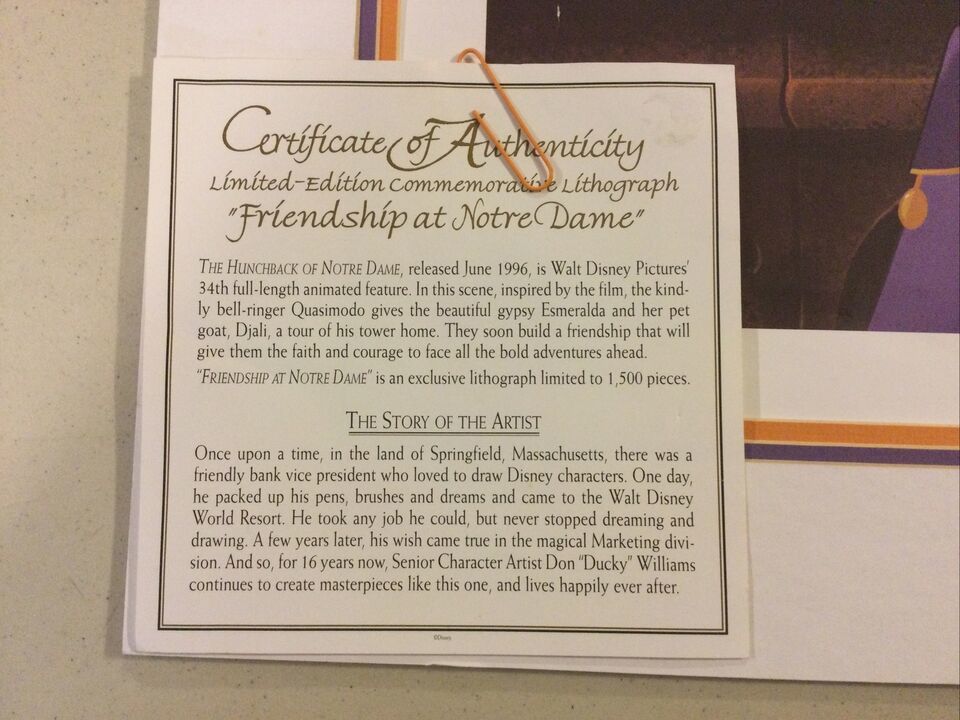 Certificate of Authenticity
Limited-Edition Commemorative Lithograph
"Friendship at Notre Dame"
THE HUNCHBACK OF NOTRE DAME, released June 1996, is Walt Disney Pictures'
34th full-length animated feature. In this scene, inspired by the film, the kind-
ly bell-ringer Quasimodo gives the beautiful gypsy Esmeralda and her pet
goat, Djali, a tour of his tower home. They soon build a friendship that will
give them the faith and courage to face all the bold adventures ahead.
"FRIENDSHIP AT NOTRE DAME" is an exclusive lithograph limited to 1,500 pieces.
THE STORY OF THE ARTIST
Once upon a time, in the land of Springfield, Massachusetts, there was a
friendly bank vice president who loved to draw Disney characters. One day,
he packed up his pens, brushes and dreams and came to the Walt Disney
World Resort. He took any job he could, but never stopped dreaming and
drawing. A few years later, his wish came true in the magical Marketing divi-
sion. And so, for 16 years now, Senior Character Artist Don "Ducky" Williams
continues to create masterpieces like this one, and lives happily ever after.
©Disney